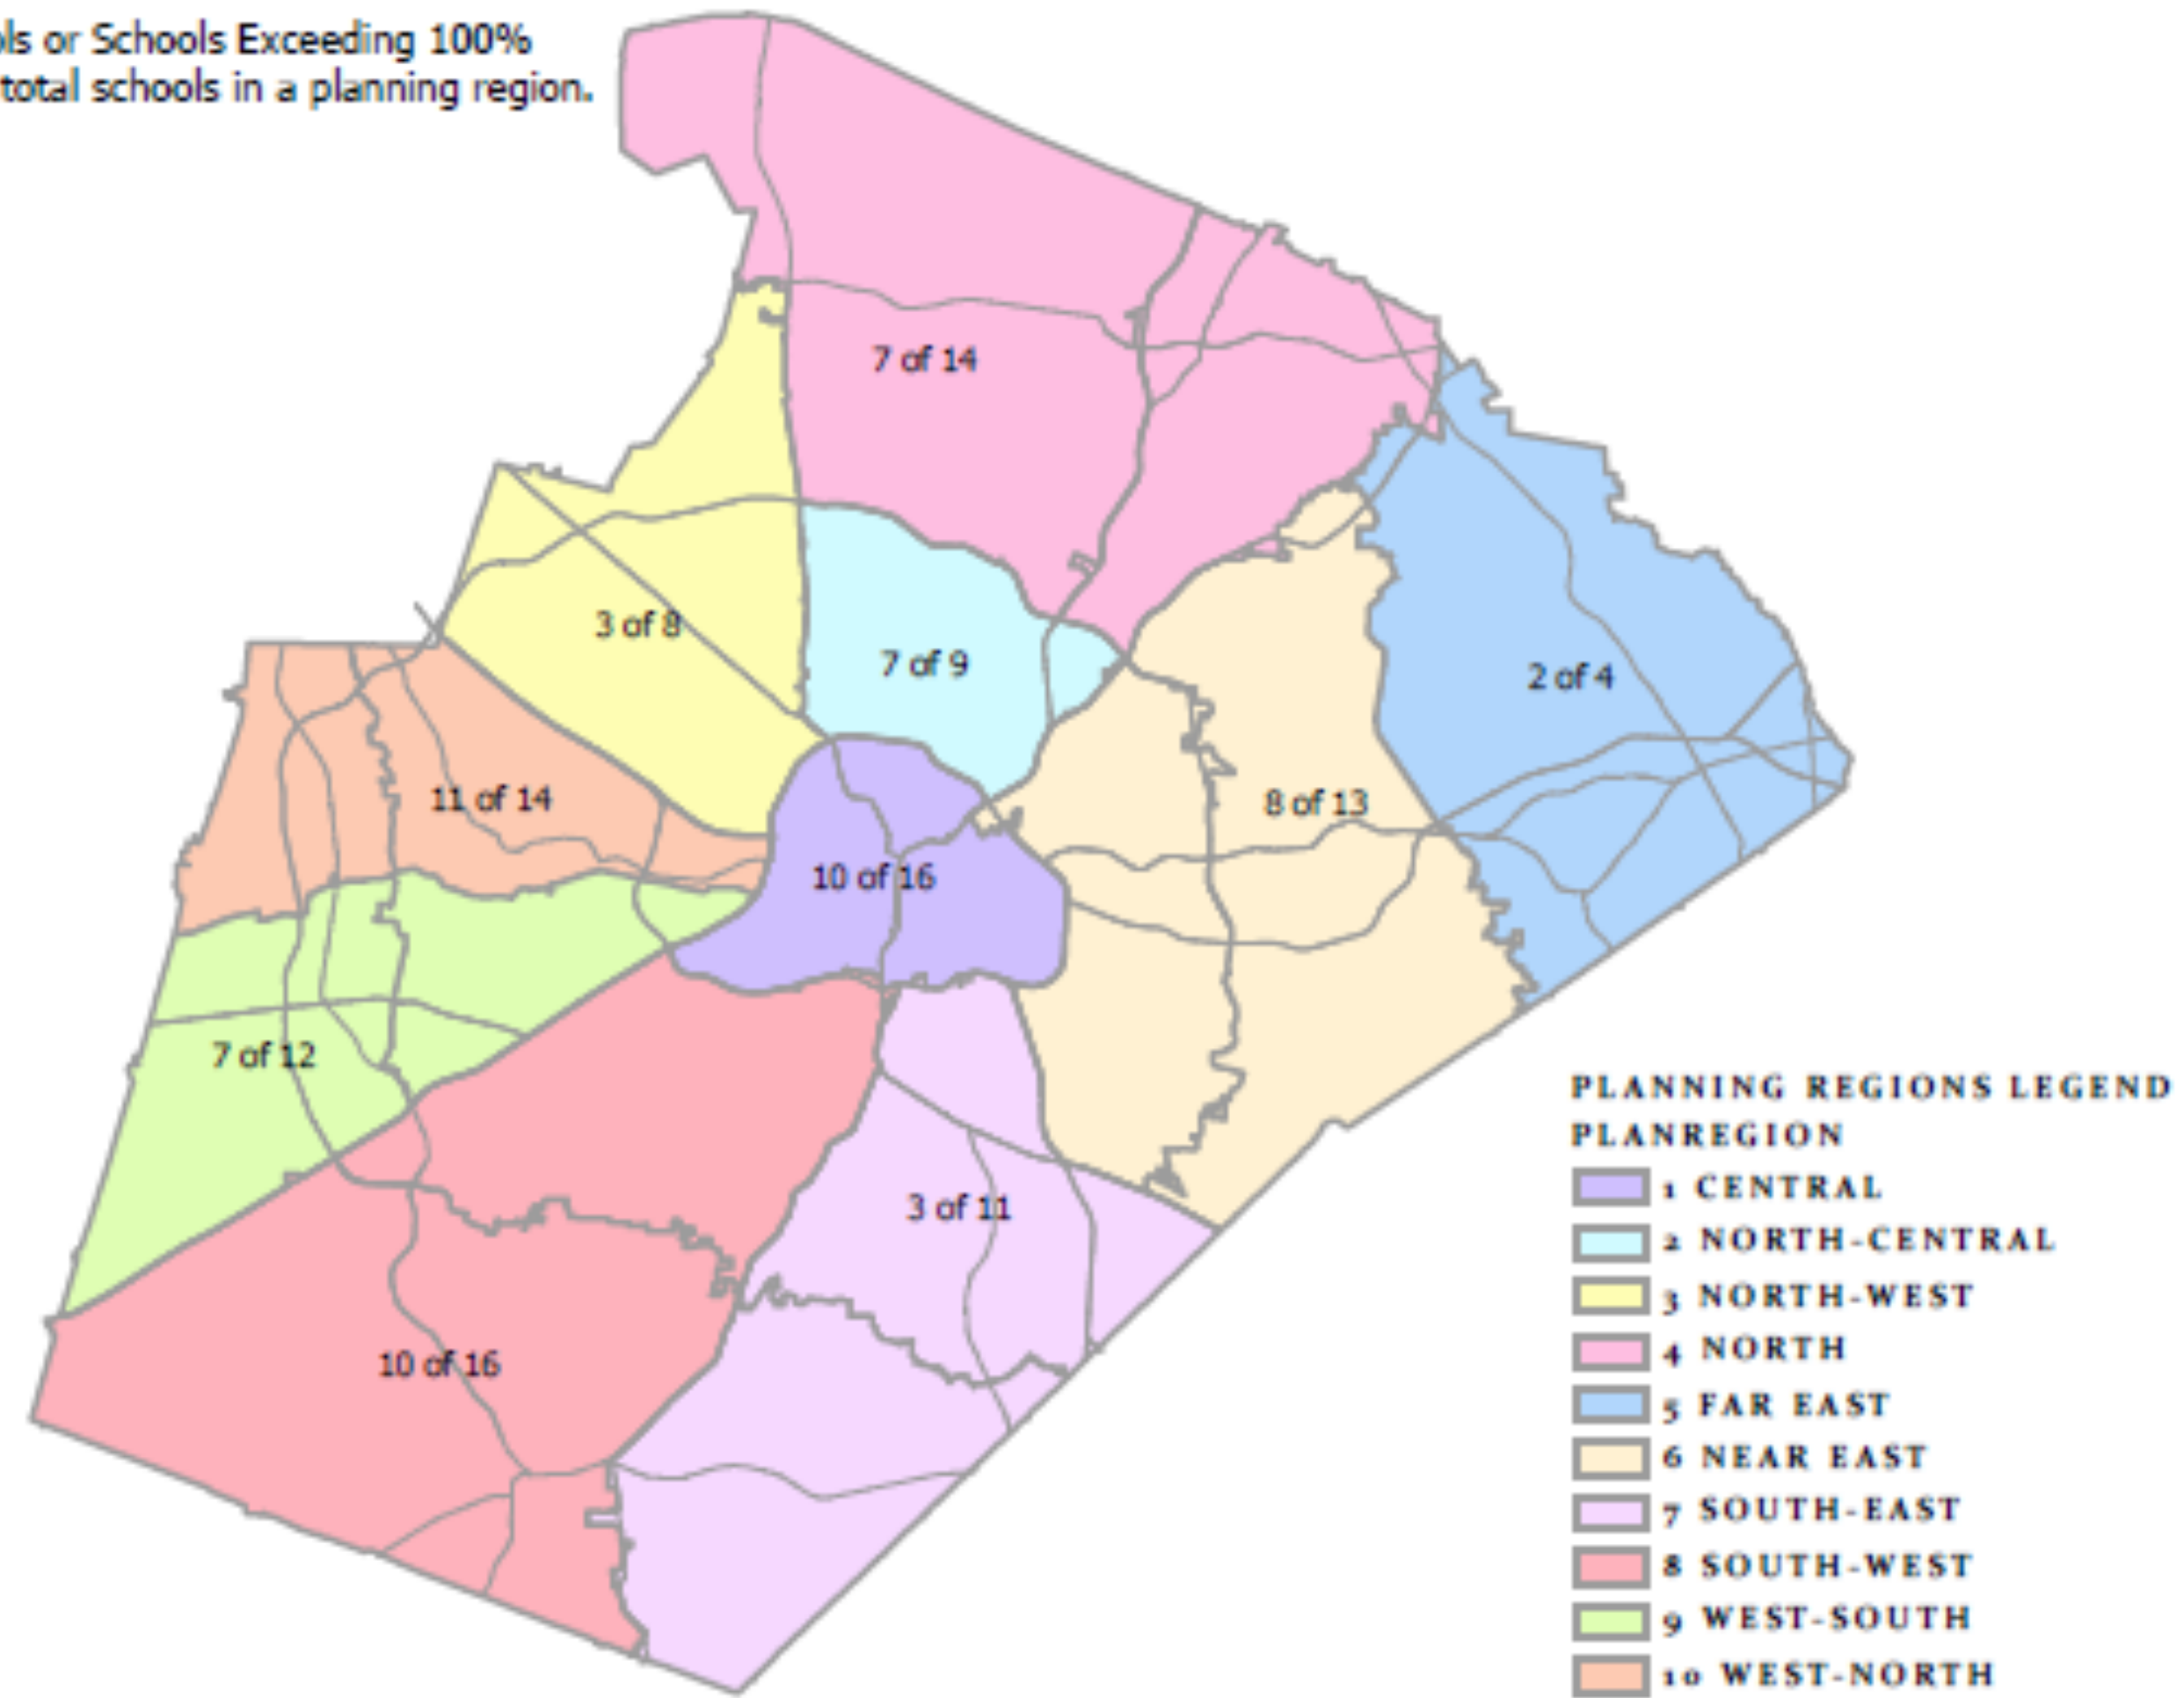 ols or Schools Exceeding 100%
total schools in a planning region.
7 of 14
3 of 8
7 of 9
2 of 4
11 of 14
8 of 13
10 of 16
7 of 12
3 of 11
10 of 16
PLANNING REGIONS LEGEND
PLANREGION
1 CENTRAL
2 NORTH-CENTRAL
3 NORTH-WEST
4 NORTH
5 FAR EAST
6 NEAR EAST
7 SOUTH-EAST
8 SOUTH-WEST
9 WEST-SOUTH
10 WEST-NORTH